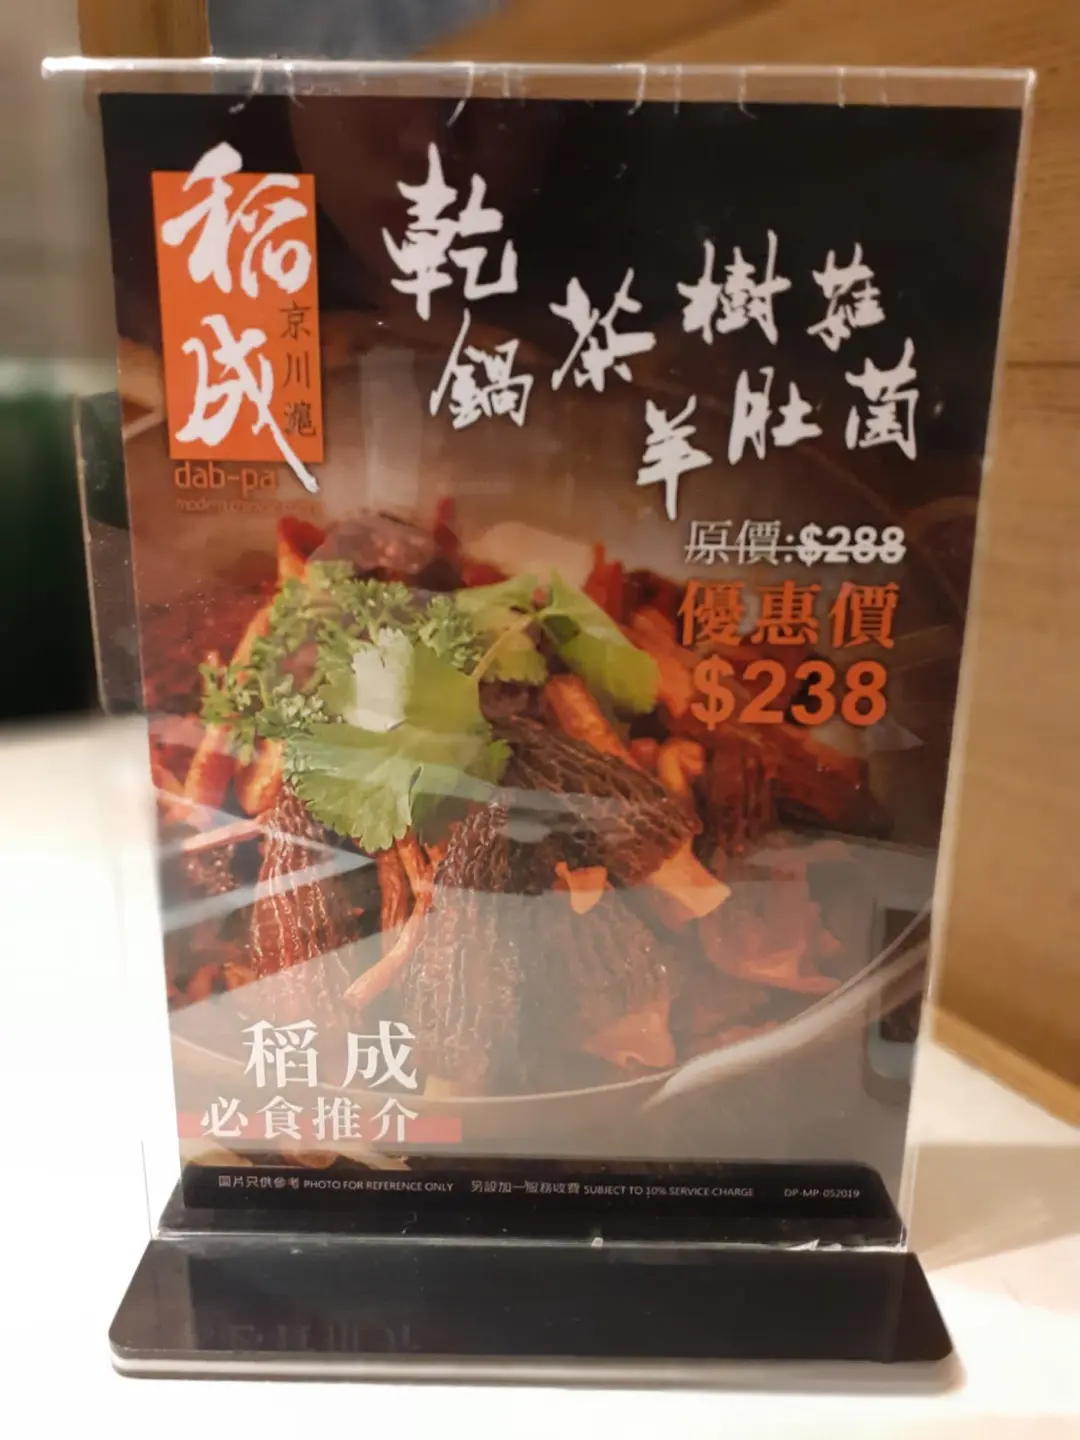 稻成
京川滬
dab-pa
乾鍋茶樹菇羊肚菌
原價:$288
優惠價
$238
稻成
必食推介
圖片只供參考 PHOTO FOR REFERENCE ONLY 另設加一服務收費 SUBJECT TO 10% SERVICE CHARGE DP-MP-052019